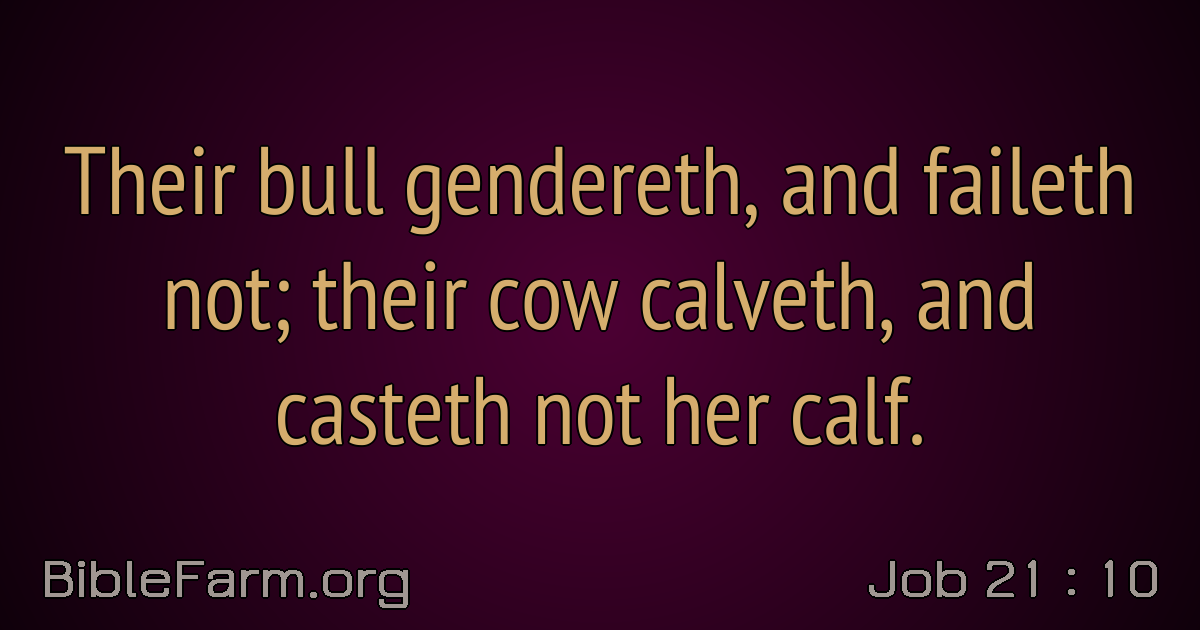 Their bull gendereth, and faileth
not; their cow calveth, and
casteth not her calf.
BibleFarm.org
Job 21 : 10